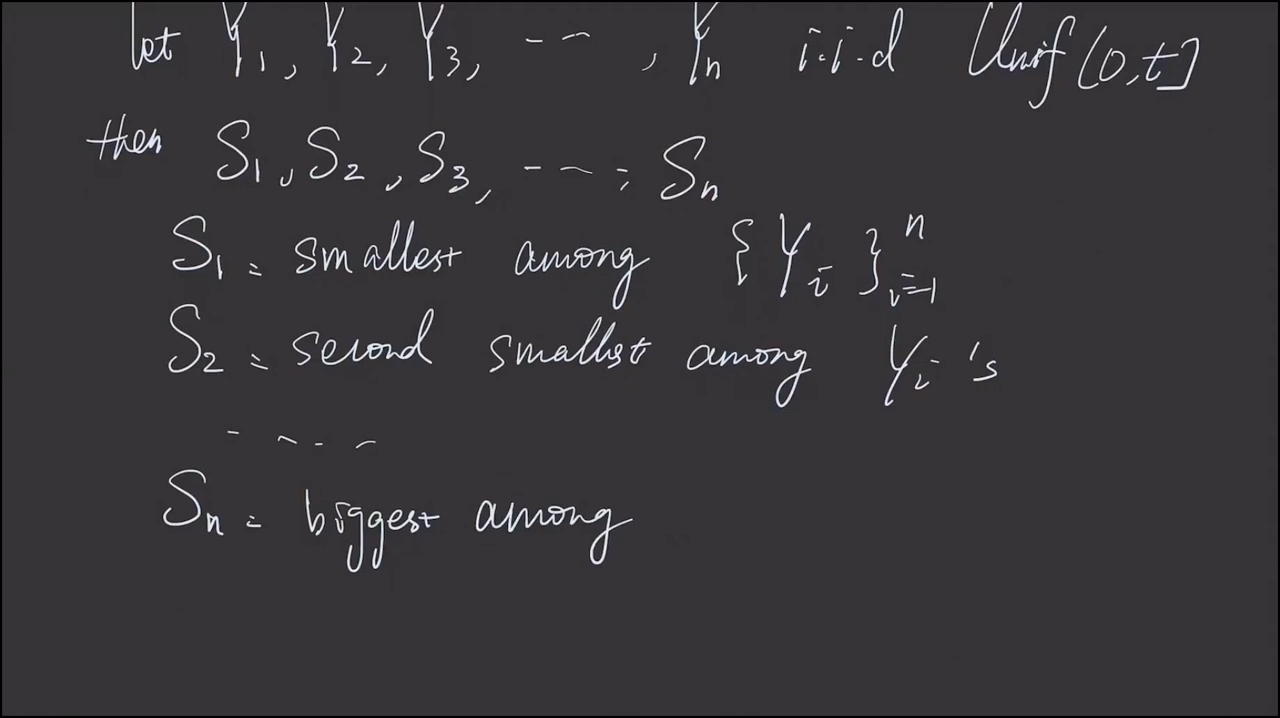 let Y₁, Y₂, Y₃, -- , Yₙ i.i.d Unif (0,t]
then S₁, S₂, S₃, ---, Sₙ
S₁ = smallest among {Yᵢ}ⁿᵢ₌₁
S₂ = second smallest among Yᵢ's
- - - -
Sₙ = biggest among